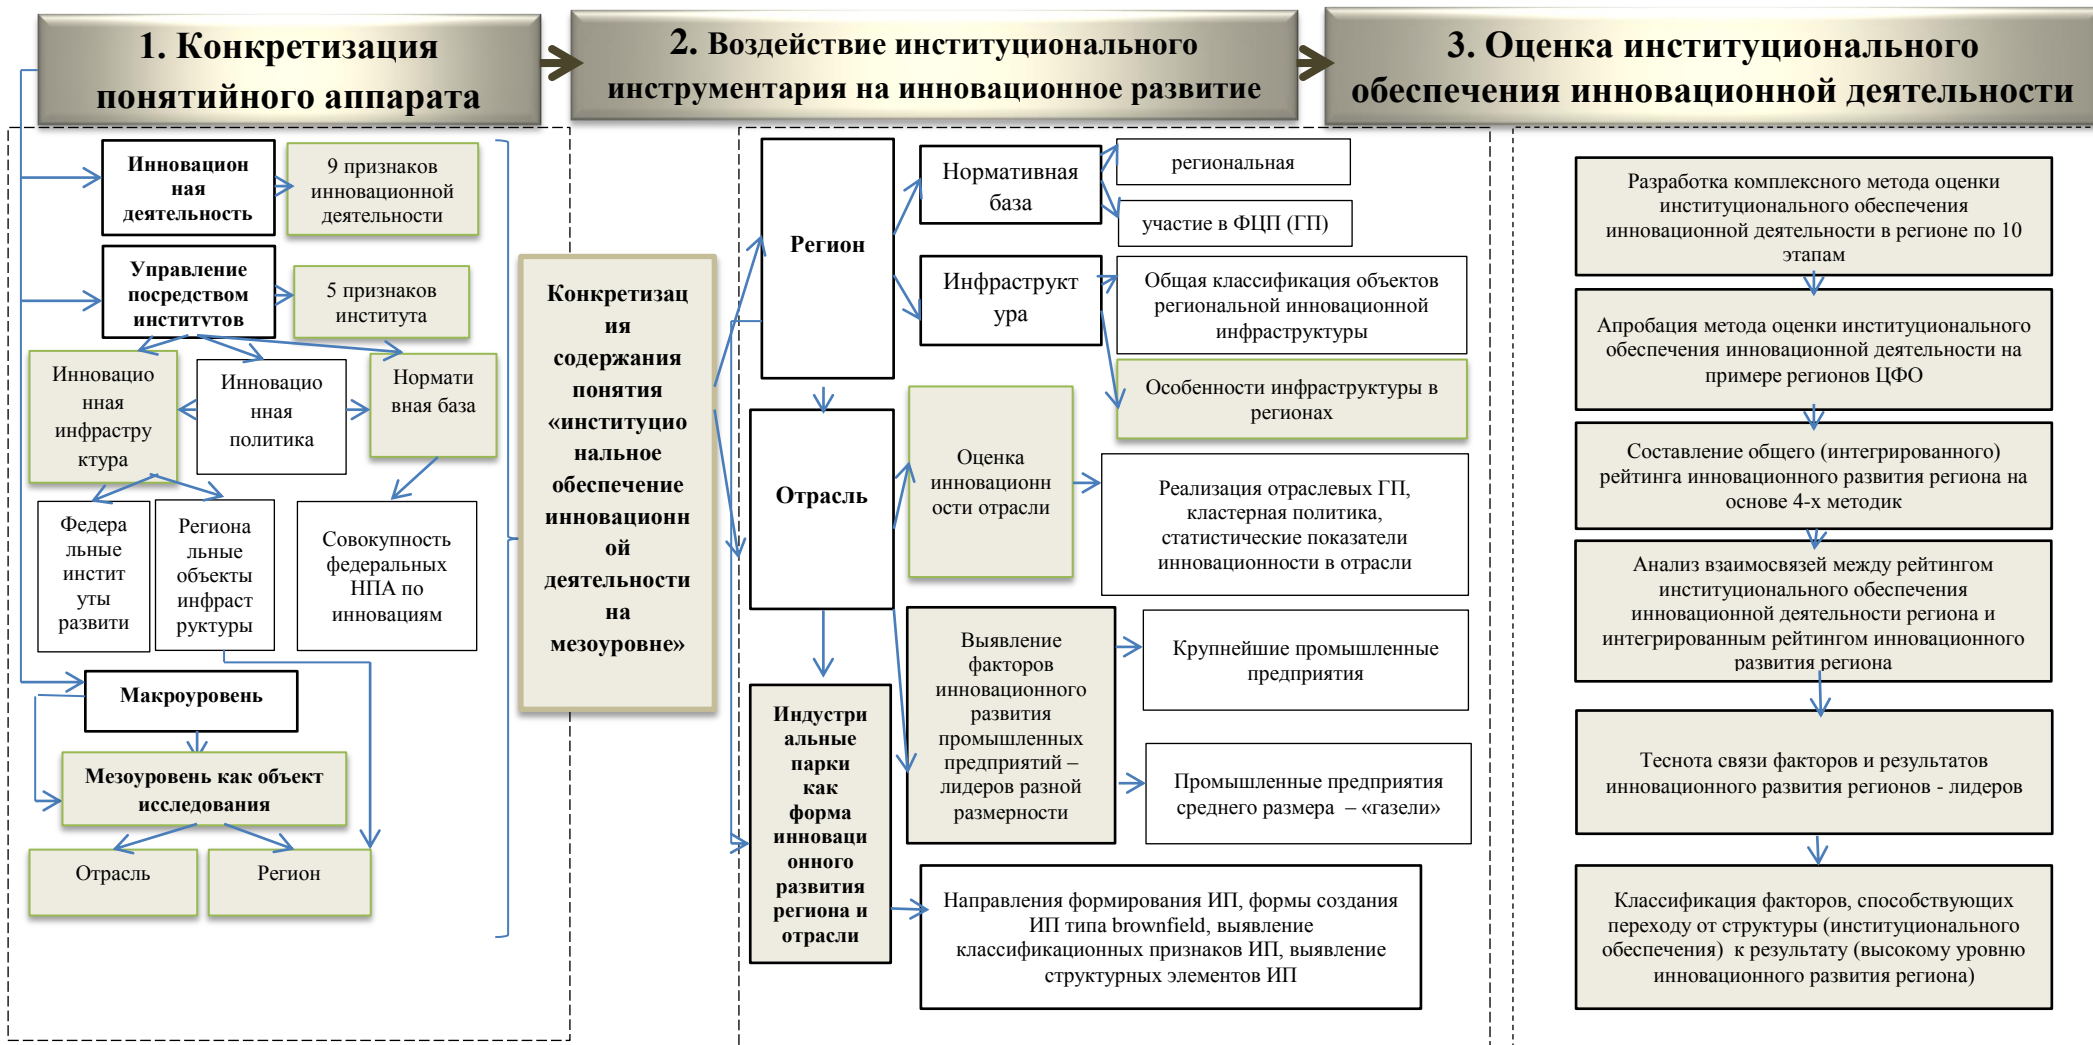 1. Конкретизация
понятийного аппарата
2. Воздействие институционального
инструментария на инновационное развитие
3. Оценка институционального
обеспечения инновационной деятельности
Инновацион
ная
деятельность
9 признаков
инновационной
деятельности
Управление
посредством
институтов
5 признаков
института
Инновацио
нная
инфрастру
ктура
Инновацио
нная
политика
Нормати
вная база
Федера
льные
инстит
уты
развити
Региона
льные
объекты
инфраст
руктуры
Совокупность
федеральных
НПА по
инновациям
Макроуровень
Мезоуровень как объект
исследования
Отрасль
Регион
Конкретизац
ия
содержания
понятия
«институцио
нальное
обеспечение
инновационн
ой
деятельности
на
мезоуровне»
Регион
Нормативная
база
региональная
участие в ФЦП (ГП)
Инфраструкт
ура
Общая классификация объектов
региональной инновационной
инфраструктуры
Особенности инфраструктуры в
регионах
Отрасль
Оценка
инновационн
ости отрасли
Реализация отраслевых ГП,
кластерная политика,
статистические показатели
инновационности в отрасли
Выявление
факторов
инновационного
развития
промышленных
предприятий –
лидеров разной
размерности
Крупнейшие промышленные
предприятия
Промышленные предприятия
среднего размера – «газели»
Индустри
альные
парки
как
форма
инноваци
онного
развития
региона и
отрасли
Направления формирования ИП, формы создания
ИП типа brownfield, выявление
классификационных признаков ИП, выявление
структурных элементов ИП
Разработка комплексного метода оценки
институционального обеспечения
инновационной деятельности в регионе по 10
этапам
Апробация метода оценки институционального
обеспечения инновационной деятельности на
примере регионов ЦФО
Составление общего (интегрированного)
рейтинга инновационного развития региона на
основе 4-х методик
Анализ взаимосвязей между рейтингом
институционального обеспечения
инновационной деятельности региона и
интегрированным рейтингом инновационного
развития региона
Теснота связи факторов и результатов
инновационного развития регионов - лидеров
Классификация факторов, способствующих
переходу от структуры (институционального
обеспечения) к результату (высокому уровню
инновационного развития региона)